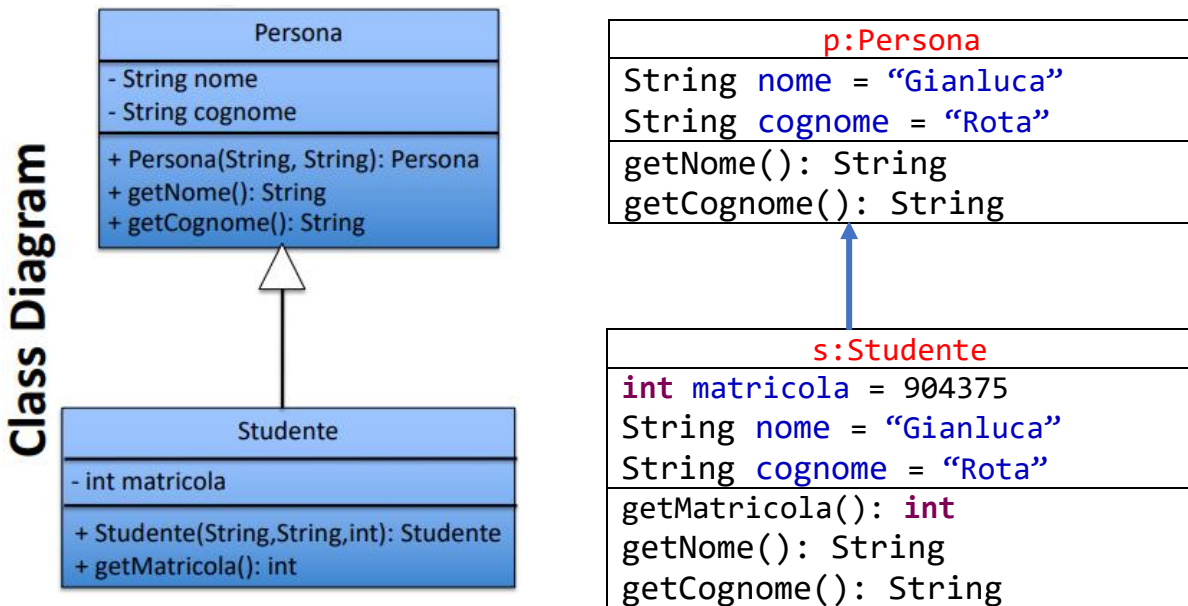 Class Diagram
Persona
- String nome
- String cognome
+ Persona(String, String): Persona
+ getNome(): String
+ getCognome(): String
Studente
- int matricola
+ Studente(String,String,int): Studente
+ getMatricola(): int
p:Persona
String nome = “Gianluca”
String cognome = “Rota”
getNome(): String
getCognome(): String
s:Studente
int matricola = 904375
String nome = “Gianluca”
String cognome = “Rota”
getMatricola(): int
getNome(): String
getCognome(): String